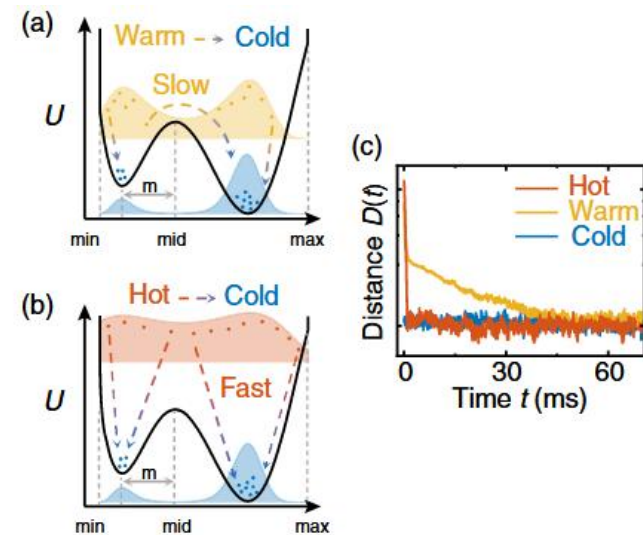 (a)
Warm → Cold
Slow
U
m
min mid max
(b)
Hot → Cold
Fast
U
m
min mid max
(c)
Distance D(t)
Hot
Warm
Cold
0 30 60
Time t (ms)